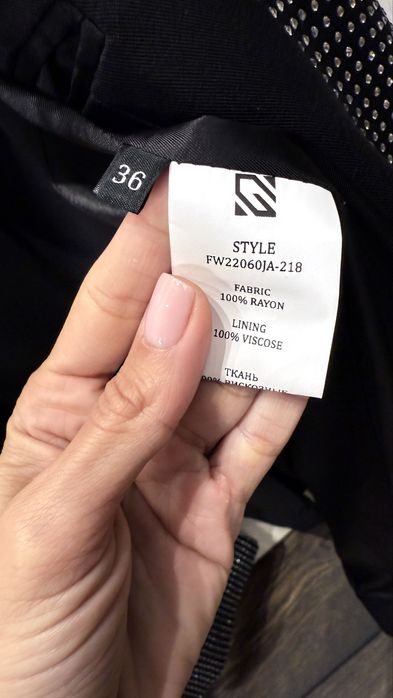 36
STYLE
FW22060JA-218
FABRIC
100% RAYON
LINING
100% VISCOSE
ТКАНЬ